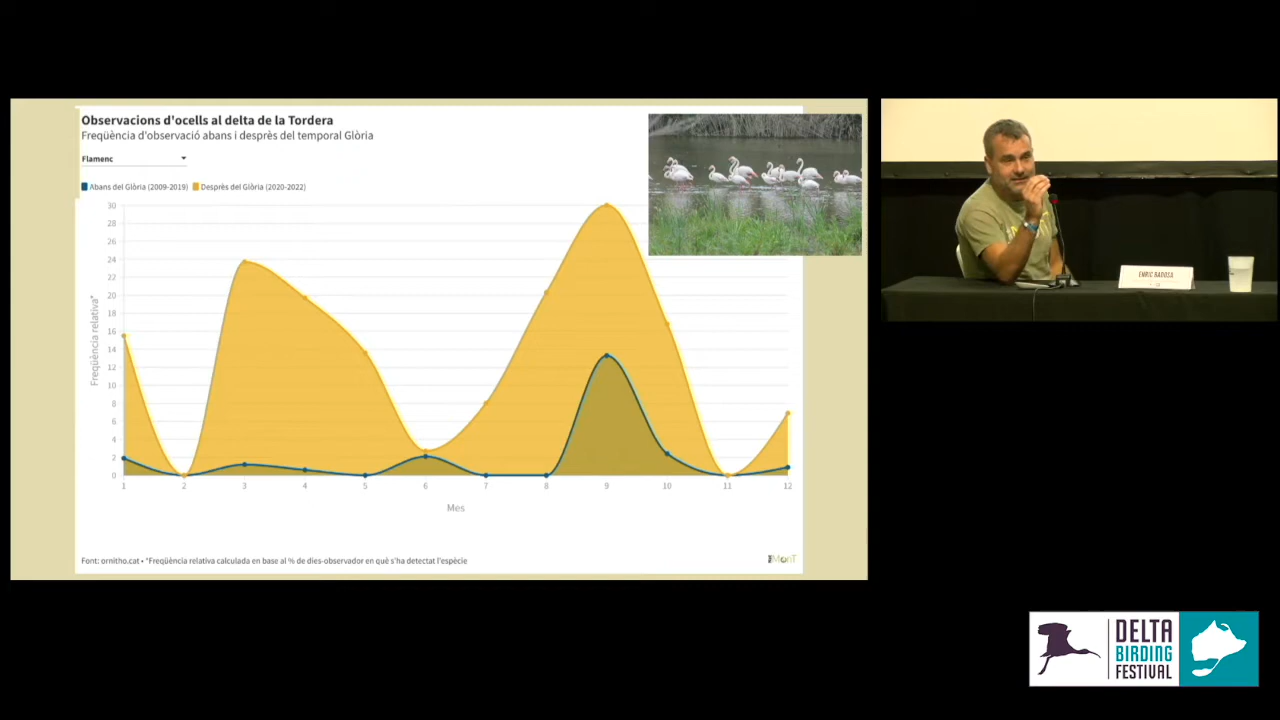 Observacions d'ocells al delta de la Tordera
Freqüència d'observació abans i desprès del temporal Glòria
Flamenc
Abans del Glòria (2009-2019) Desprès del Glòria (2020-2022)
30
28
26
24
22
20
18
16
14
12
10
8
6
4
2
0
Freqüència relativa*
1 2 3 4 5 6 7 8 9 10 11 12
Mes
Font: ornitho.cat • *Freqüència relativa calculada en base al % de dies-observador en què s'ha detectat l'espècie
MonT
ENRIC BADOSA
DELTA
BIRDING
FESTIVAL